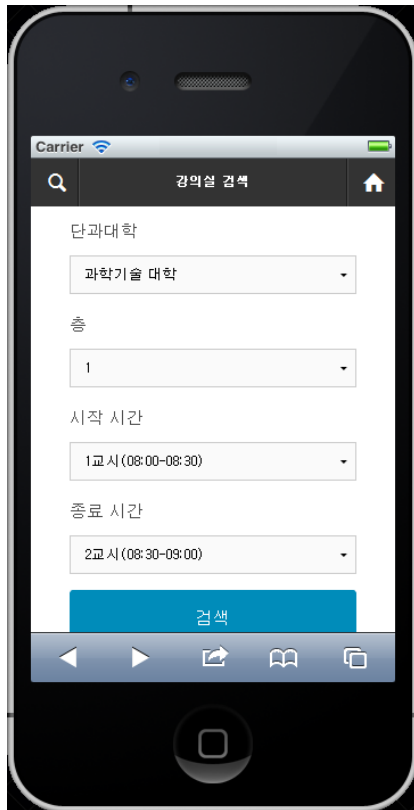 Carrier
강의실 검색
단과대학
과학기술 대학
층
1
시작 시간
1교시(08:00-08:30)
종료 시간
2교시(08:30-09:00)
검색